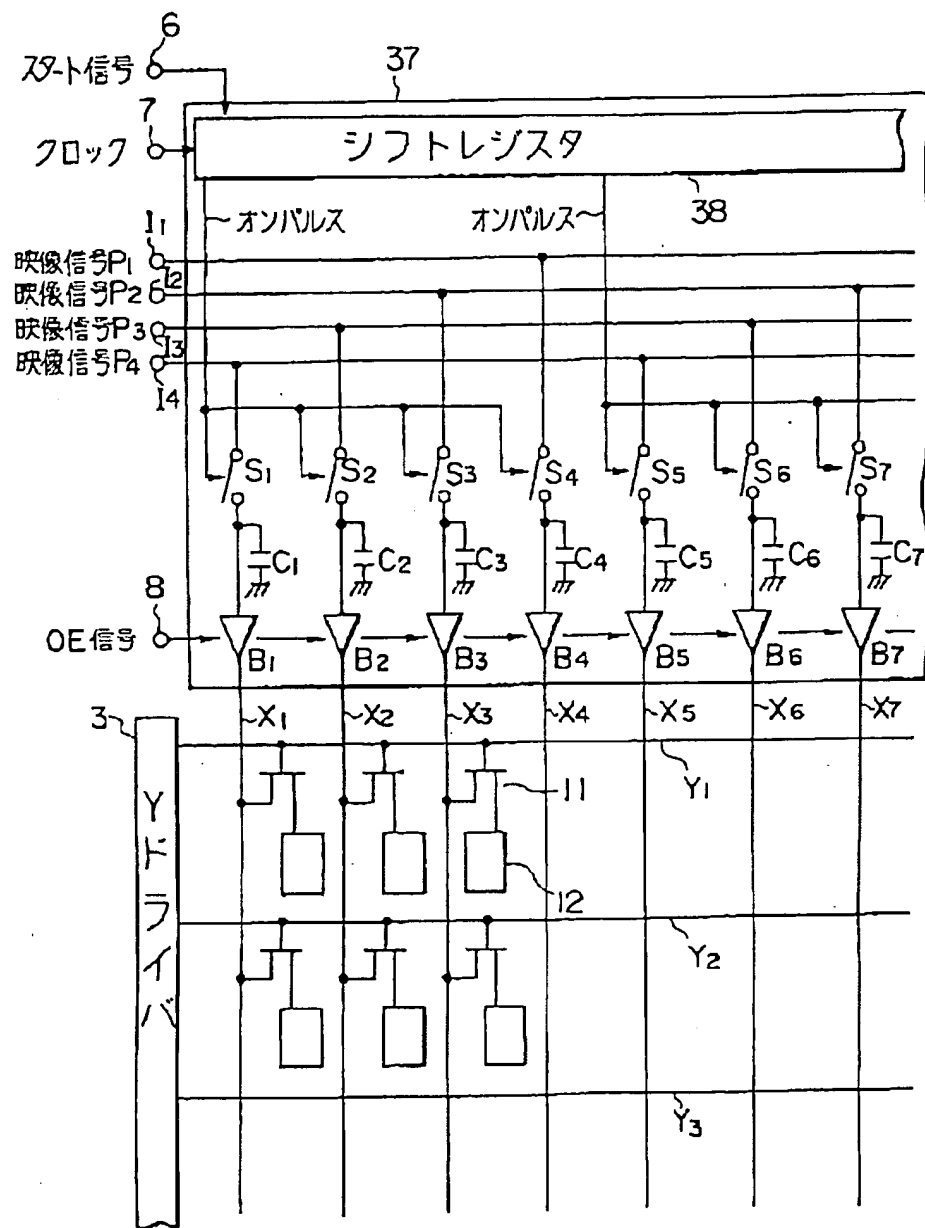 6
スタート信号
37
7
クロック
シフトレジスタ
38
オンパルス
オンパルス
I1
映像信号P1
I2
映像信号P2
映像信号P3
I3
映像信号P4
I4
S1 S2 S3 S4 S5 S6 S7
C1 C2 C3 C4 C5 C6 C7
8
OE信号
B1 B2 B3 B4 B5 B6 B7
3
X1 X2 X3 X4 X5 X6 X7
Y1
11
Yドライバ
12
Y2
Y3